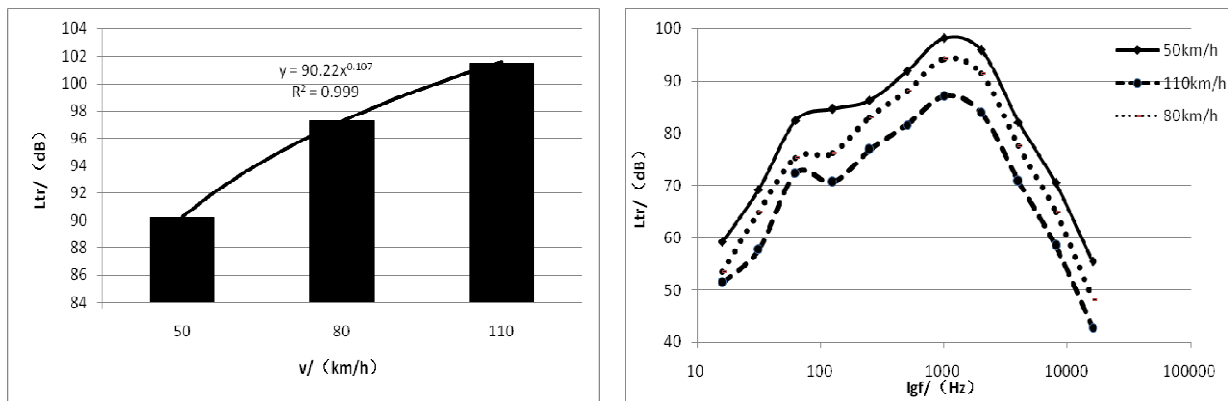 104
102
100
98
96
94
92
90
88
86
84
Ltr/（dB）
y = 90.22x^0.107
R² = 0.999
50
80
110
v/（km/h）
100
90
80
70
60
50
40
Ltr/（dB）
50km/h
110km/h
80km/h
10
100
1000
10000
100000
lgf/（Hz）